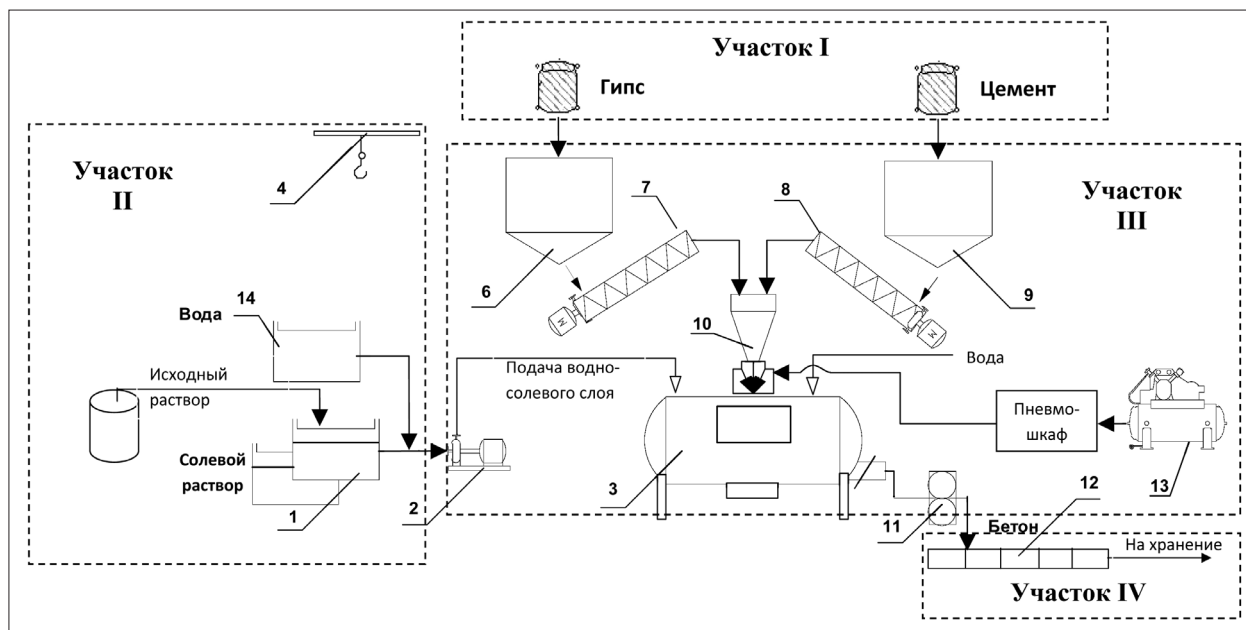 Участок I
Гипс
Цемент
Участок
II
4
Участок
III
7
8
6
9
14
Вода
10
Исходный
раствор
Подача водно-
солевого слоя
Вода
Пневмо-
шкаф
Солевой
раствор
1
2
3
11
12
13
Бетон
На хранение
Участок IV
M
M